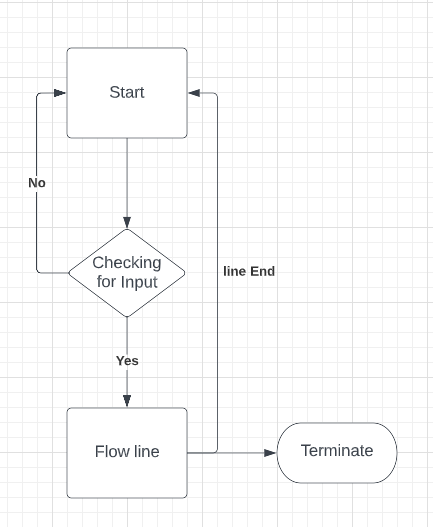 Start
No
Checking
for Input
line End
Yes
Flow line
Terminate